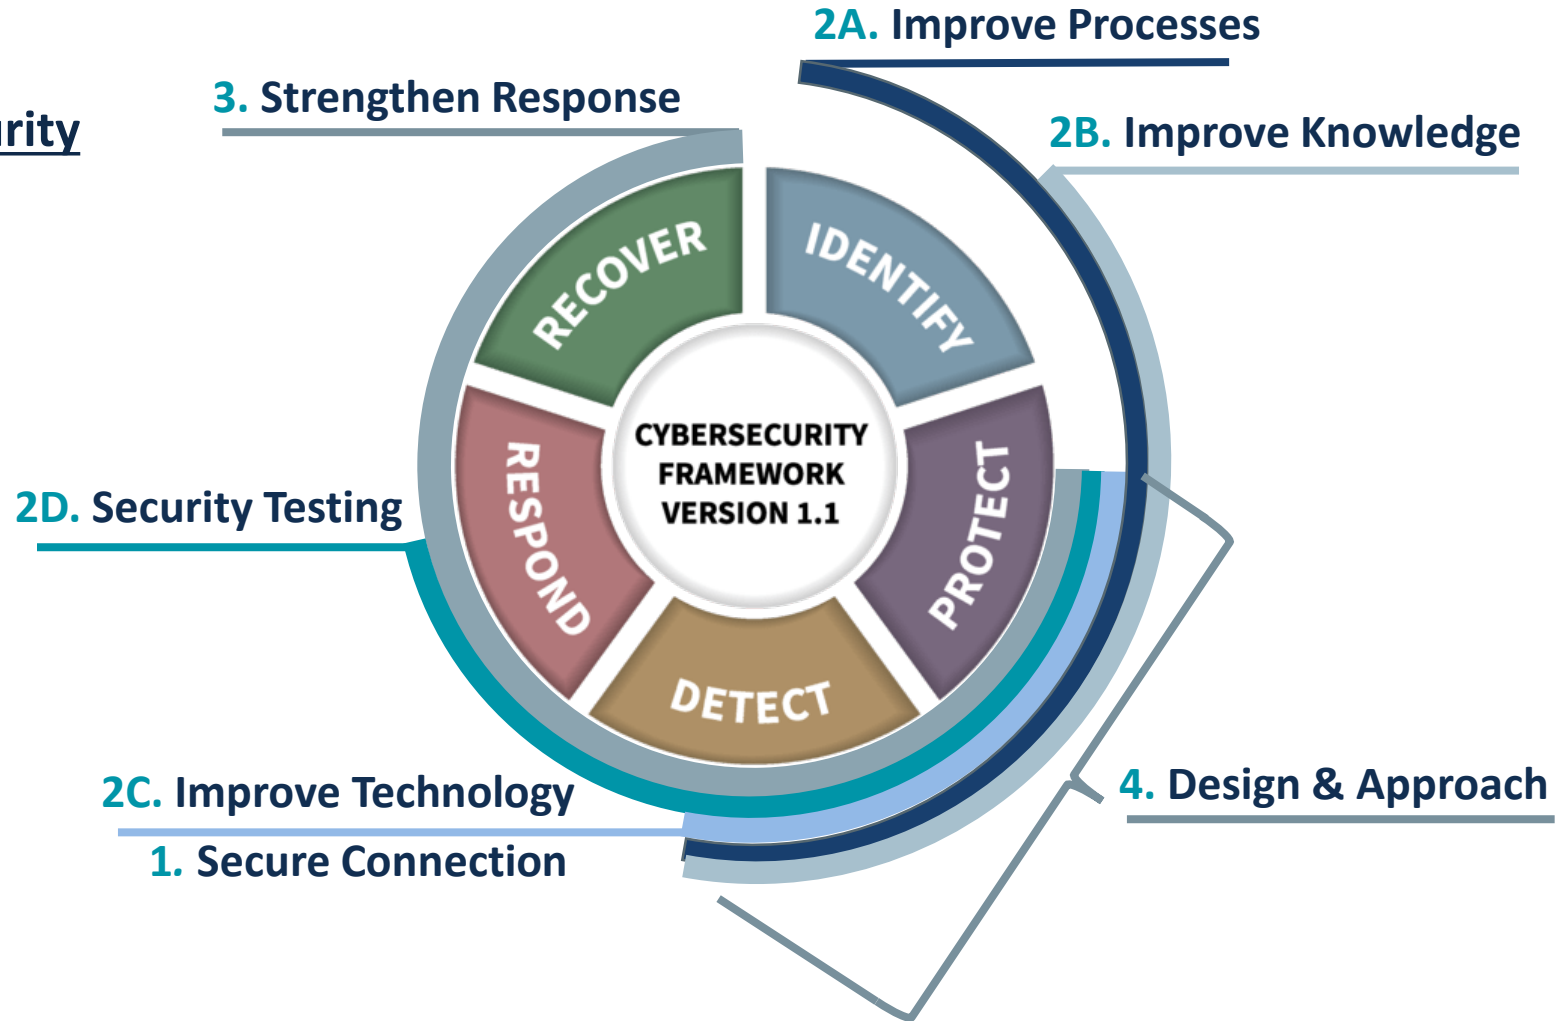 2A. Improve Processes
3. Strengthen Response
2B. Improve Knowledge
RECOVER
IDENTIFY
CYBERSECURITY
FRAMEWORK
VERSION 1.1
RESPOND
PROTECT
2D. Security Testing
DETECT
2C. Improve Technology
4. Design & Approach
1. Secure Connection